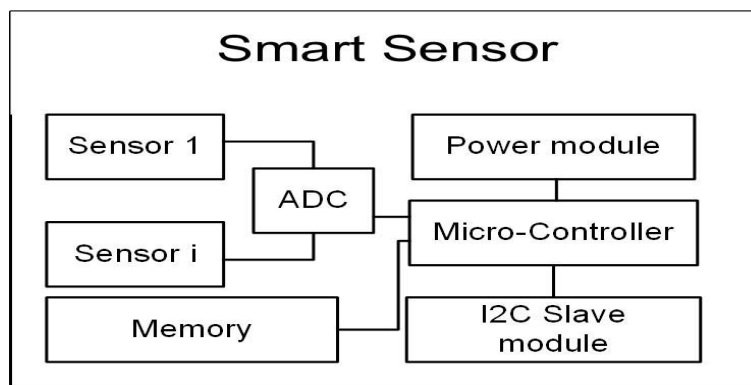 Smart Sensor
Sensor 1
Power module
ADC
Micro-Controller
Sensor i
Memory
I2C Slave
module